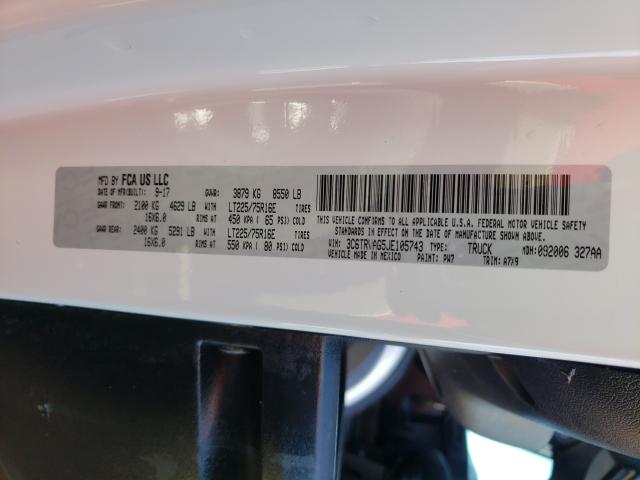 MFD BY FCA US LLC
DATE OF MFR(BUILT): 9-17 GVWR: 3879 KG 8550 LB
GAWR FRONT: 2100 KG 4629 LB WITH LT225/75R16E TIRES
16X6.0 RIMS AT 450 KPA ( 65 PSI) COLD
GAWR REAR: 2400 KG 5291 LB WITH LT225/75R16E TIRES
16X6.0 RIMS AT 550 KPA ( 80 PSI) COLD
THIS VEHICLE CONFORMS TO ALL APPLICABLE U.S.A. FEDERAL MOTOR VEHICLE SAFETY
STANDARDS IN EFFECT ON THE DATE OF MANUFACTURE SHOWN ABOVE.
VIN: 3C6TRVAG5JE105743 TYPE: TRUCK MDH:092006 327AA
VEHICLE MADE IN MEXICO PAINT: PW7 TRIM: A7X9